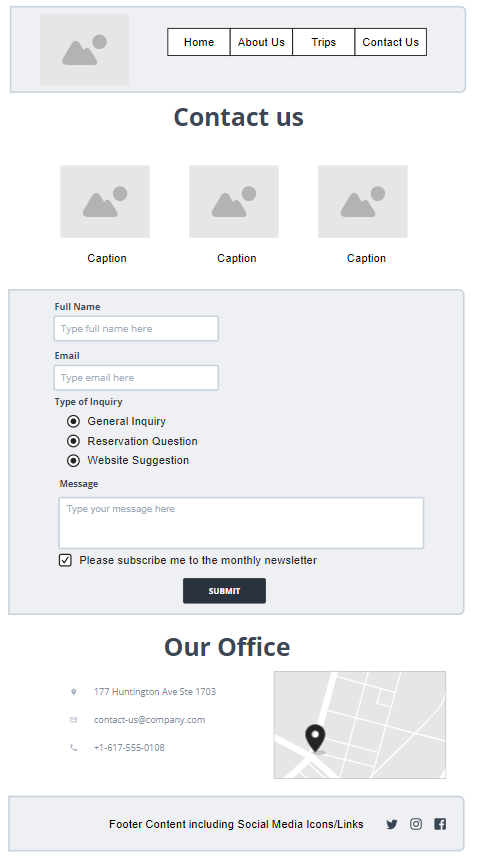 Home About Us Trips Contact Us
Contact us
Caption Caption Caption
Full Name
Type full name here
Email
Type email here
Type of Inquiry
General Inquiry
Reservation Question
Website Suggestion
Message
Type your message here
Please subscribe me to the monthly newsletter
SUBMIT
Our Office
177 Huntington Ave Ste 1703
contact-us@company.com
+1-617-555-0108
Footer Content including Social Media Icons/Links